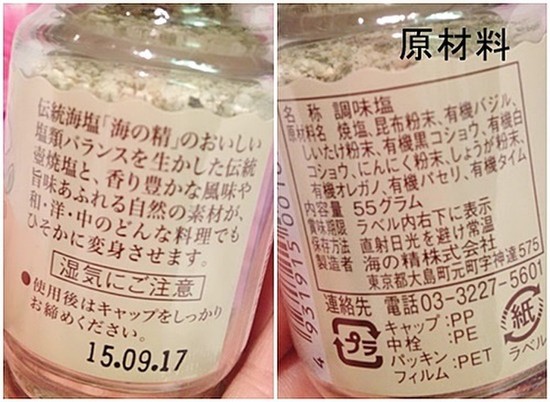 伝統海塩「海の精」のおいしい
塩類バランスを生かした伝統
壺焼塩と、香り豊かな風味や
旨味あふれる自然の素材が、
和・洋・中のどんな料理でも
ひそかに変身させます。
湿気にご注意
●使用後はキャップをしっかり
お締めください。
15.09.17
原材料
名 称 調味塩
原材料名 焼塩、昆布粉末、有機バジル、
しいたけ粉末、有機黒コショウ、有機白
コショウ、にんにく粉末、しょうが粉末、
有機オレガノ、有機パセリ、有機タイム
内容量 55グラム
賞味期限 ラベル内右下に表示
保存方法 直射日光を避け常温
製造者 海の精株式会社
東京都大島町元町字神達575
連絡先 電話03-3227-5601
プラ
キャップ:PP
中栓:PE
パッキン・
フィルム:PET
紙
ラベル